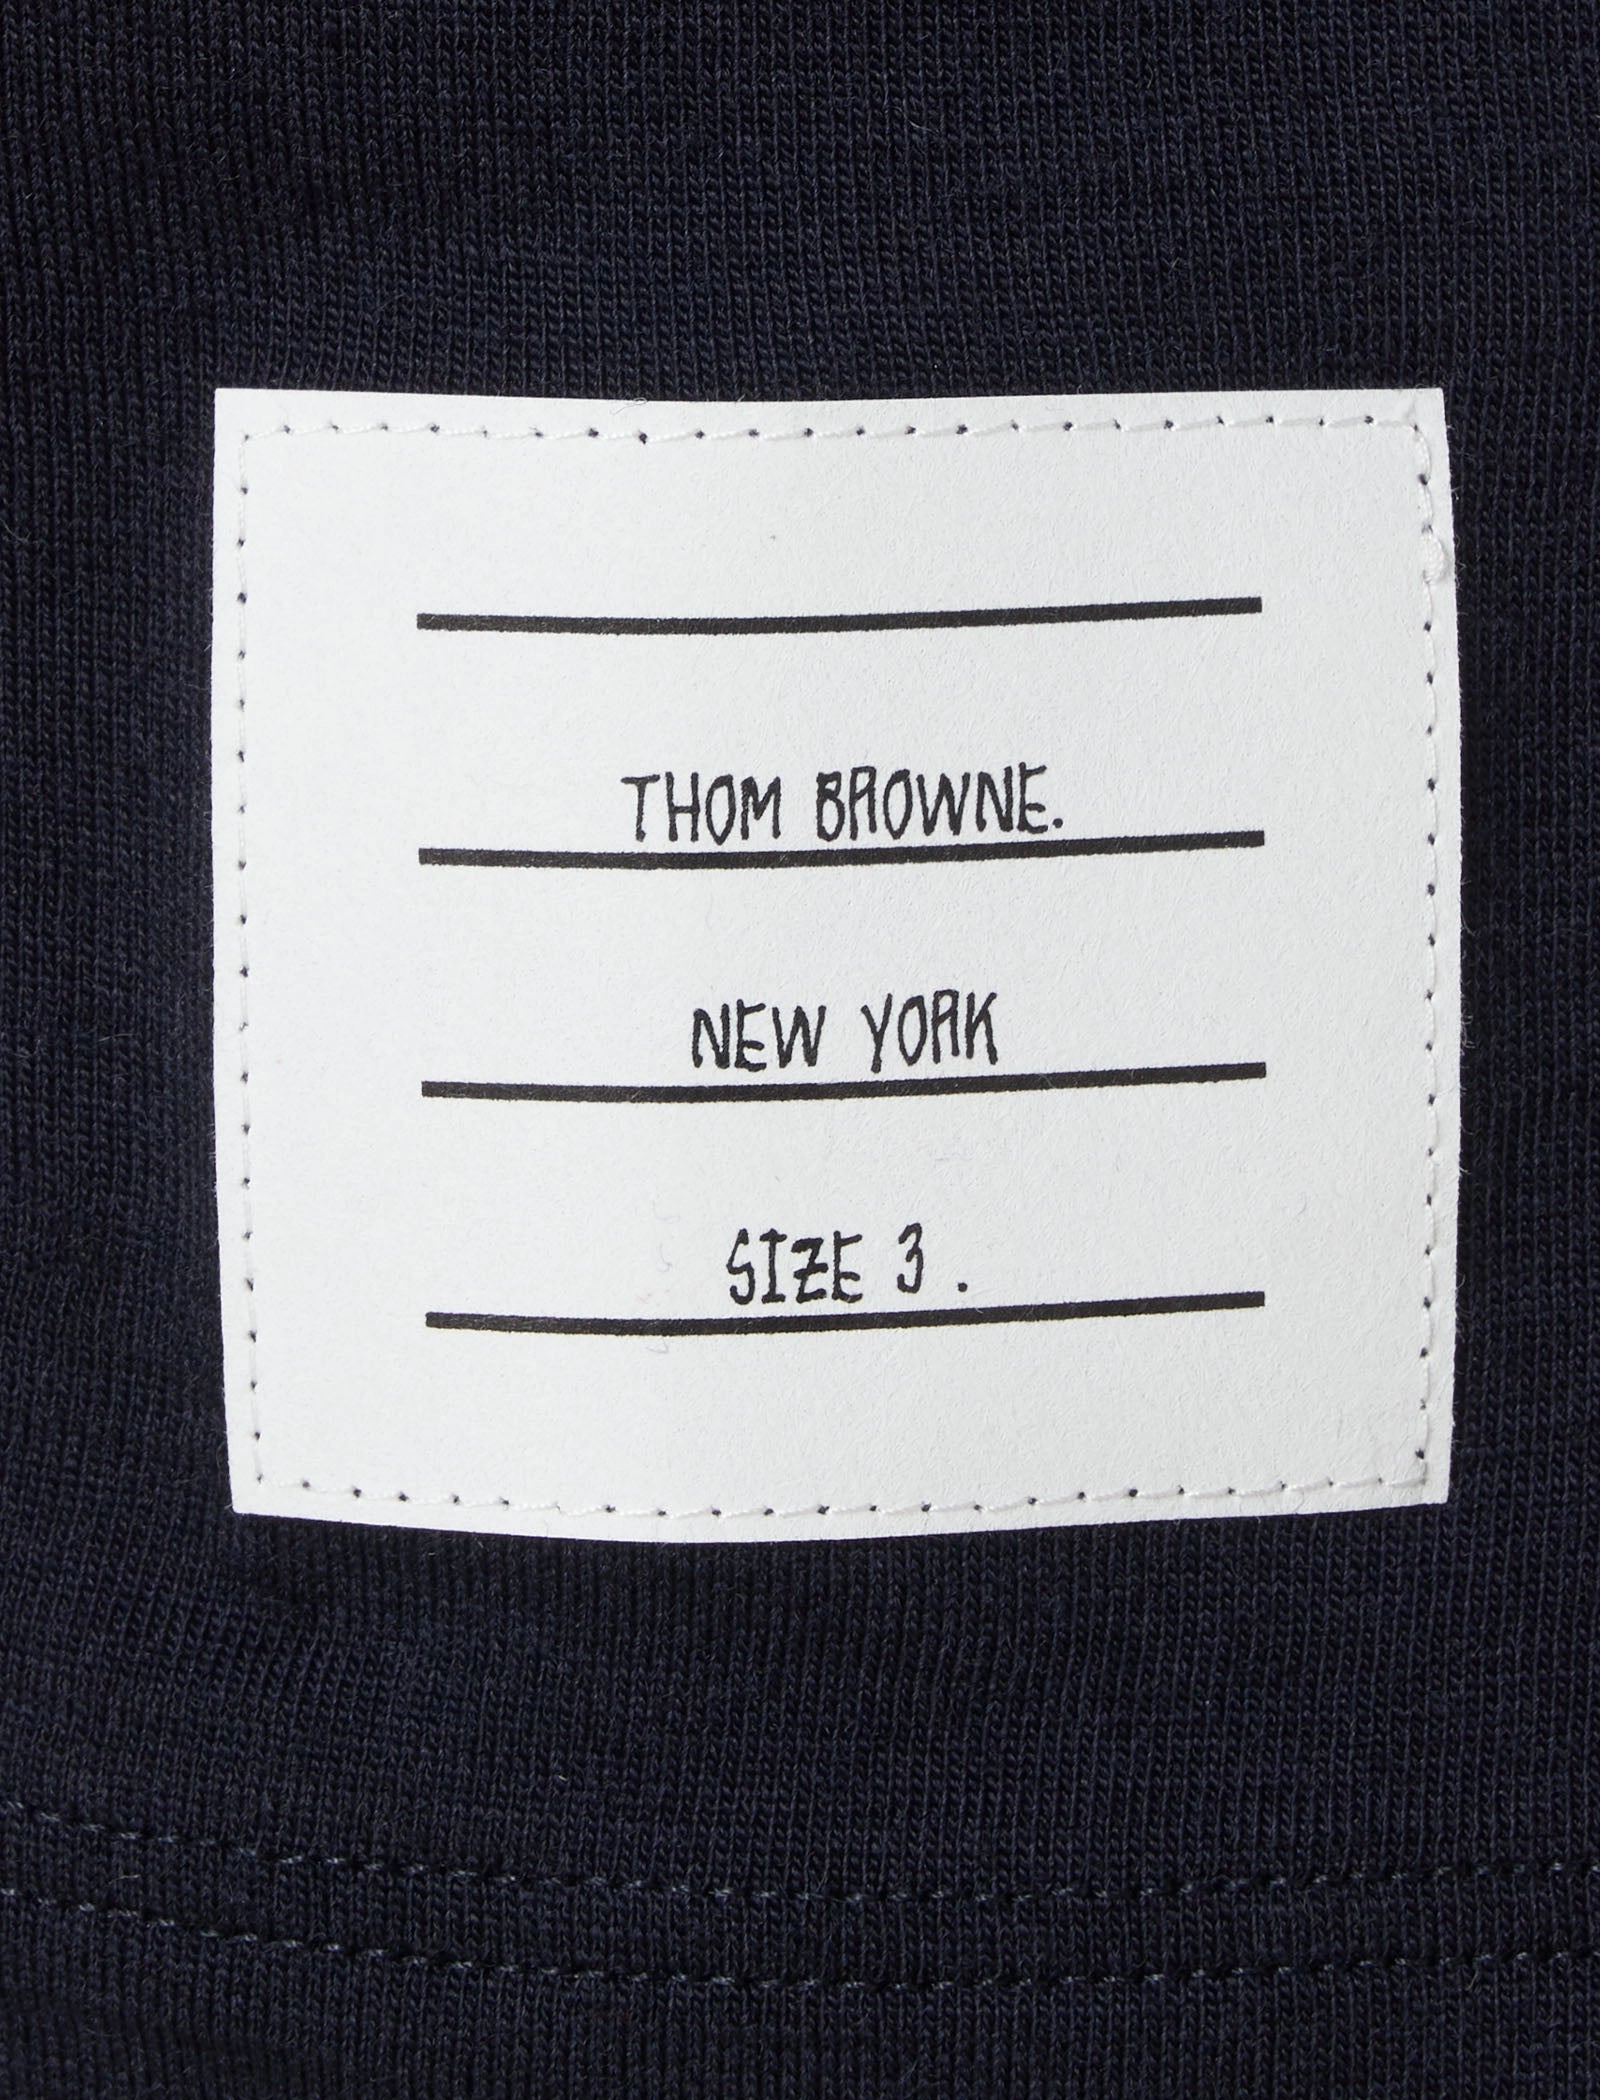 THOM BROWNE.
NEW YORK
SIZE 3 .